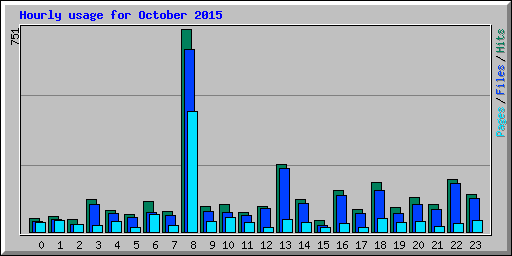 Hourly usage for October 2015
751
Pages/Files/Hits
0 1 2 3 4 5 6 7 8 9 10 11 12 13 14 15 16 17 18 19 20 21 22 23